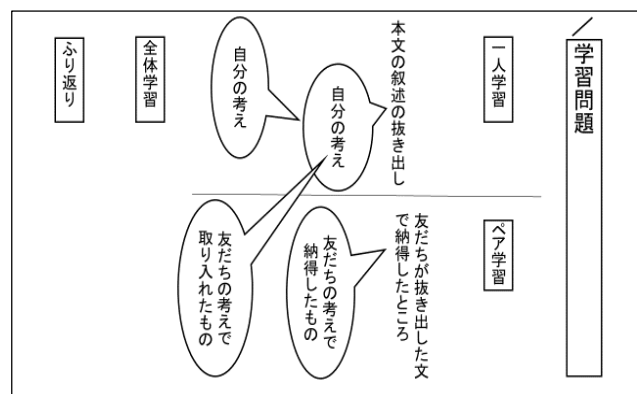 学習問題
一人学習
本文の叙述の抜き出し
自分の考え
自分の考え
ペア学習
友だちが抜き出した文
で納得したところ
友だちの考えで
納得したもの
友だちの考えで
取り入れたもの
全体学習
ふり返り